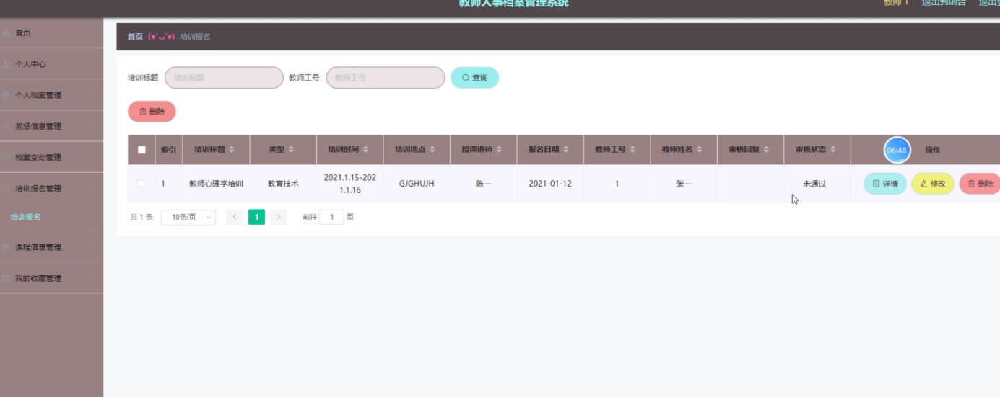 教师人事档案管理系统
教师 1 退出到前台
首页
个人中心
个人档案管理
奖惩信息管理
档案变动管理
培训报名管理
培训报名
课程信息管理
我的收藏管理
首页 (●'◡'●) 培训报名
培训标题 培训标题 教师工号 教师工号 查询
删除
索引 培训标题 类型 培训时间 培训地点 授课讲师 报名日期 教师工号 教师姓名 审核回复 审核状态 06:48 操作
1 教师心理学培训 教育技术 2021.1.15-202 GJGHUJH 陈一 2021-01-12 1 张一 未通过 详情 修改 删除
1.1.16
共 1 条 10条/页 < 1 > 前往 1 页